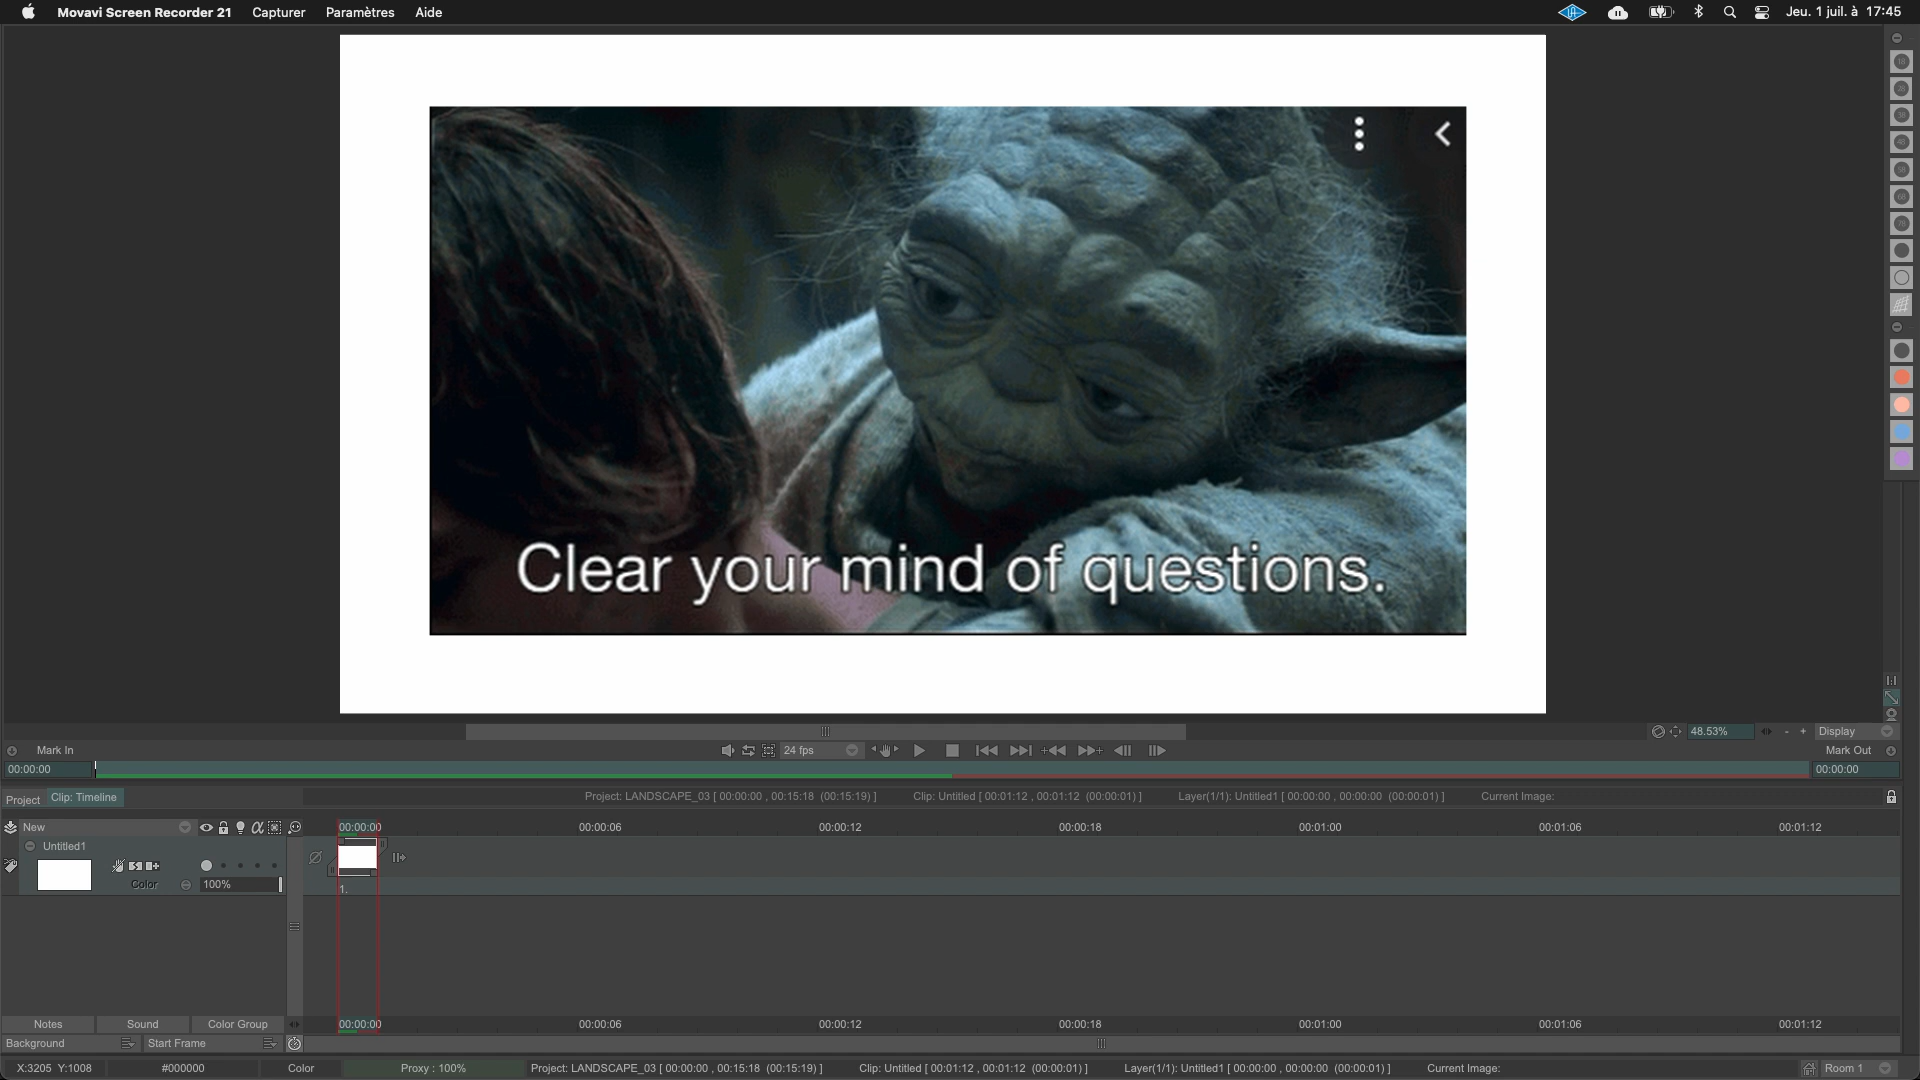 Movavi Screen Recorder 21 Capturer Paramètres Aide Jeu. 1 juil. à 17:45
Clear your mind of questions.
48.53% - + Display
Mark In 24 fps Mark Out
00:00:00 00:00:00
Project Clip: Timeline Project: LANDSCAPE_03 [ 00:00:00 , 00:15:18 (00:15:19) ] Clip: Untitled [ 00:01:12 , 00:01:12 (00:00:01) ] Layer(1/1): Untitled1 [ 00:00:00 , 00:00:00 (00:00:01) ] Current Image:
New 00:00:00 00:00:06 00:00:12 00:00:18 00:01:00 00:01:06 00:01:12
Untitled1
Color 100%
1.
Notes Sound Color Group 00:00:00 00:00:06 00:00:12 00:00:18 00:01:00 00:01:06 00:01:12
Background Start Frame
X:3205 Y:1008 #000000 Color Proxy : 100% Project: LANDSCAPE_03 [ 00:00:00 , 00:15:18 (00:15:19) ] Clip: Untitled [ 00:01:12 , 00:01:12 (00:00:01) ] Layer(1/1): Untitled1 [ 00:00:00 , 00:00:00 (00:00:01) ] Current Image: Room 1